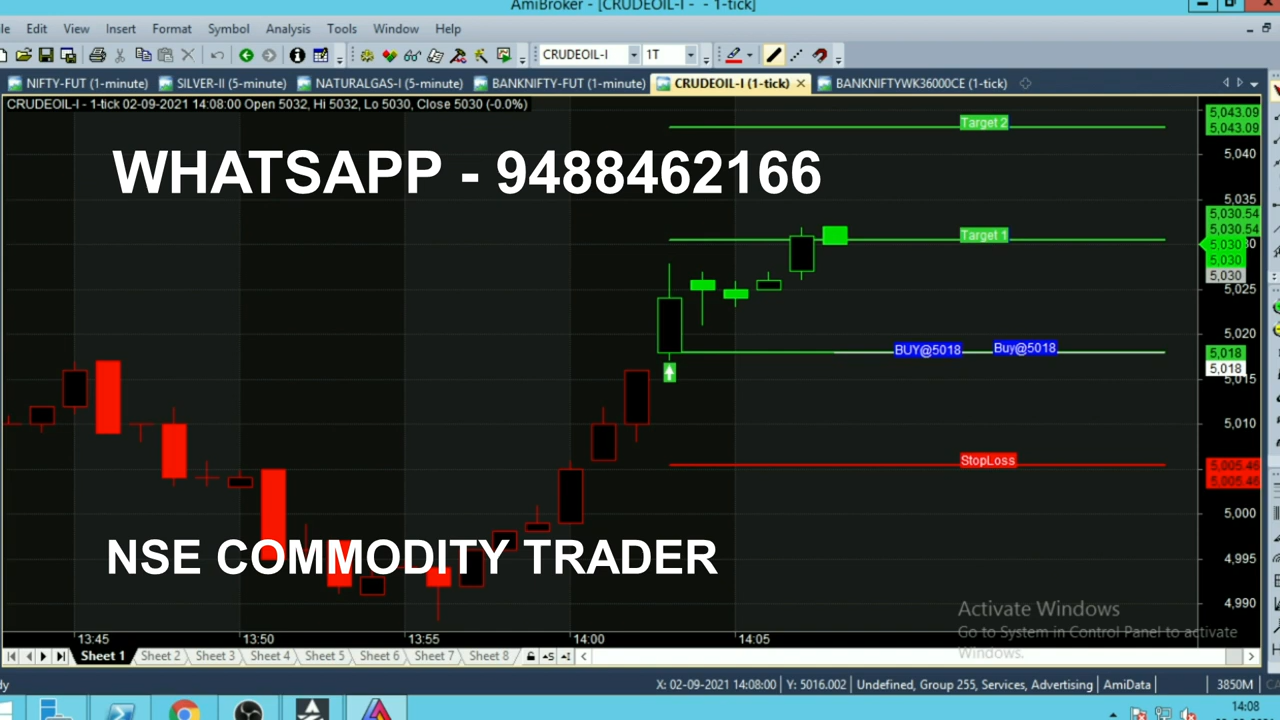 AmiBroker - [CRUDEOIL-I - - 1-tick]
Edit View Insert Format Symbol Analysis Tools Window Help
CRUDEOIL-I 1T
NIFTY-FUT (1-minute) SILVER-II (5-minute) NATURALGAS-I (5-minute) BANKNIFTY-FUT (1-minute) CRUDEOIL-I (1-tick) BANKNIFTYWK36000CE (1-tick)
CRUDEOIL-I - 1-tick 02-09-2021 14:08:00 Open 5032, Hi 5032, Lo 5030, Close 5030 (-0.0%)
5,043.09
Target 2
5,043.09
5,040
WHATSAPP - 9488462166
5,035
5,030.54
5,030.54
Target 1
5,030
5,030
5,030
5,025
5,020
BUY@5018 Buy@5018
5,018
5,018
5,015
5,010
StopLoss
5,005.46
5,005.46
5,000
NSE COMMODITY TRADER
4,995
4,990
Activate Windows
Go to System in Control Panel to activate
Windows.
13:45 13:50 13:55 14:00 14:05
Sheet 1 Sheet 2 Sheet 3 Sheet 4 Sheet 5 Sheet 6 Sheet 7 Sheet 8
X: 02-09-2021 14:08:00 Y: 5016.002 Undefined, Group 255, Services, Advertising AmiData 3850M
14:08